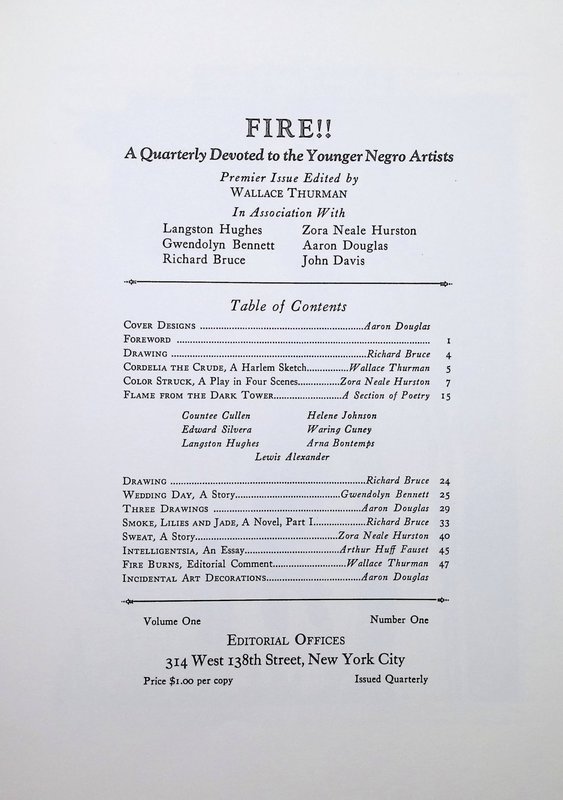 FIRE!!
A Quarterly Devoted to the Younger Negro Artists
Premier Issue Edited by
WALLACE THURMAN
In Association With
Langston Hughes Zora Neale Hurston
Gwendolyn Bennett Aaron Douglas
Richard Bruce John Davis
Table of Contents
COVER DESIGNS ........ Aaron Douglas
FOREWORD ........ 1
DRAWING ........ Richard Bruce 4
CORDELIA THE CRUDE, A Harlem Sketch ........ Wallace Thurman 5
COLOR STRUCK, A Play in Four Scenes ........ Zora Neale Hurston 7
FLAME FROM THE DARK TOWER ........ A Section of Poetry 15
Countee Cullen Helene Johnson
Edward Silvera Waring Cuney
Langston Hughes Arna Bontemps
Lewis Alexander
DRAWING ........ Richard Bruce 24
WEDDING DAY, A Story ........ Gwendolyn Bennett 25
THREE DRAWINGS ........ Aaron Douglas 29
SMOKE, LILIES AND JADE, A Novel, Part I ........ Richard Bruce 33
SWEAT, A Story ........ Zora Neale Hurston 40
INTELLIGENTSIA, An Essay ........ Arthur Huff Fauset 45
FIRE BURNS, Editorial Comment ........ Wallace Thurman 47
INCIDENTAL ART DECORATIONS ........ Aaron Douglas
Volume One Number One
EDITORIAL OFFICES
314 West 138th Street, New York City
Price $1.00 per copy Issued Quarterly